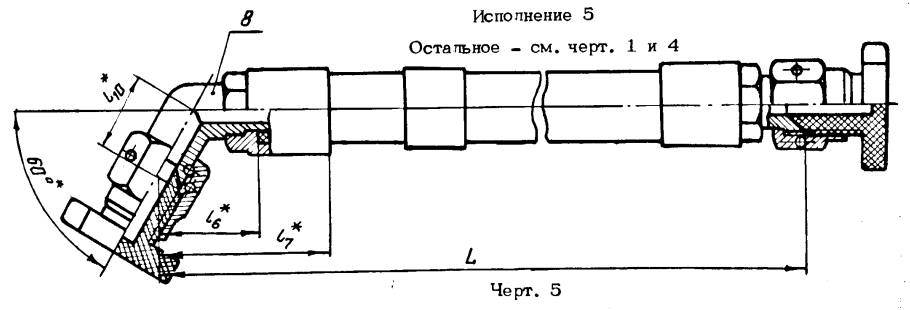 Исполнение 5
Остальное - см. черт. 1 и 4
8
l10*
60°*
l6*
l7*
L
Черт. 5